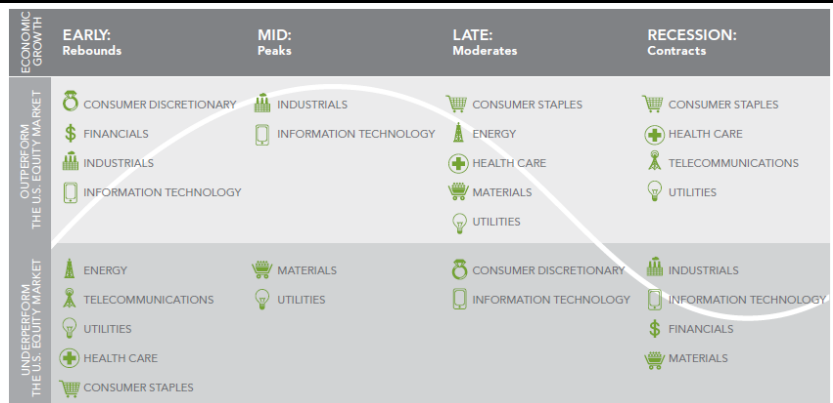 ECONOMIC
GROWTH
EARLY:
Rebounds
MID:
Peaks
LATE:
Moderates
RECESSION:
Contracts
OUTPERFORM
THE U.S. EQUITY MARKET
CONSUMER DISCRETIONARY
FINANCIALS
INDUSTRIALS
INFORMATION TECHNOLOGY
INDUSTRIALS
INFORMATION TECHNOLOGY
CONSUMER STAPLES
ENERGY
HEALTH CARE
MATERIALS
UTILITIES
CONSUMER STAPLES
HEALTH CARE
TELECOMMUNICATIONS
UTILITIES
UNDERPERFORM
THE U.S. EQUITY MARKET
ENERGY
TELECOMMUNICATIONS
UTILITIES
HEALTH CARE
CONSUMER STAPLES
MATERIALS
UTILITIES
CONSUMER DISCRETIONARY
INFORMATION TECHNOLOGY
INDUSTRIALS
INFORMATION TECHNOLOGY
FINANCIALS
MATERIALS